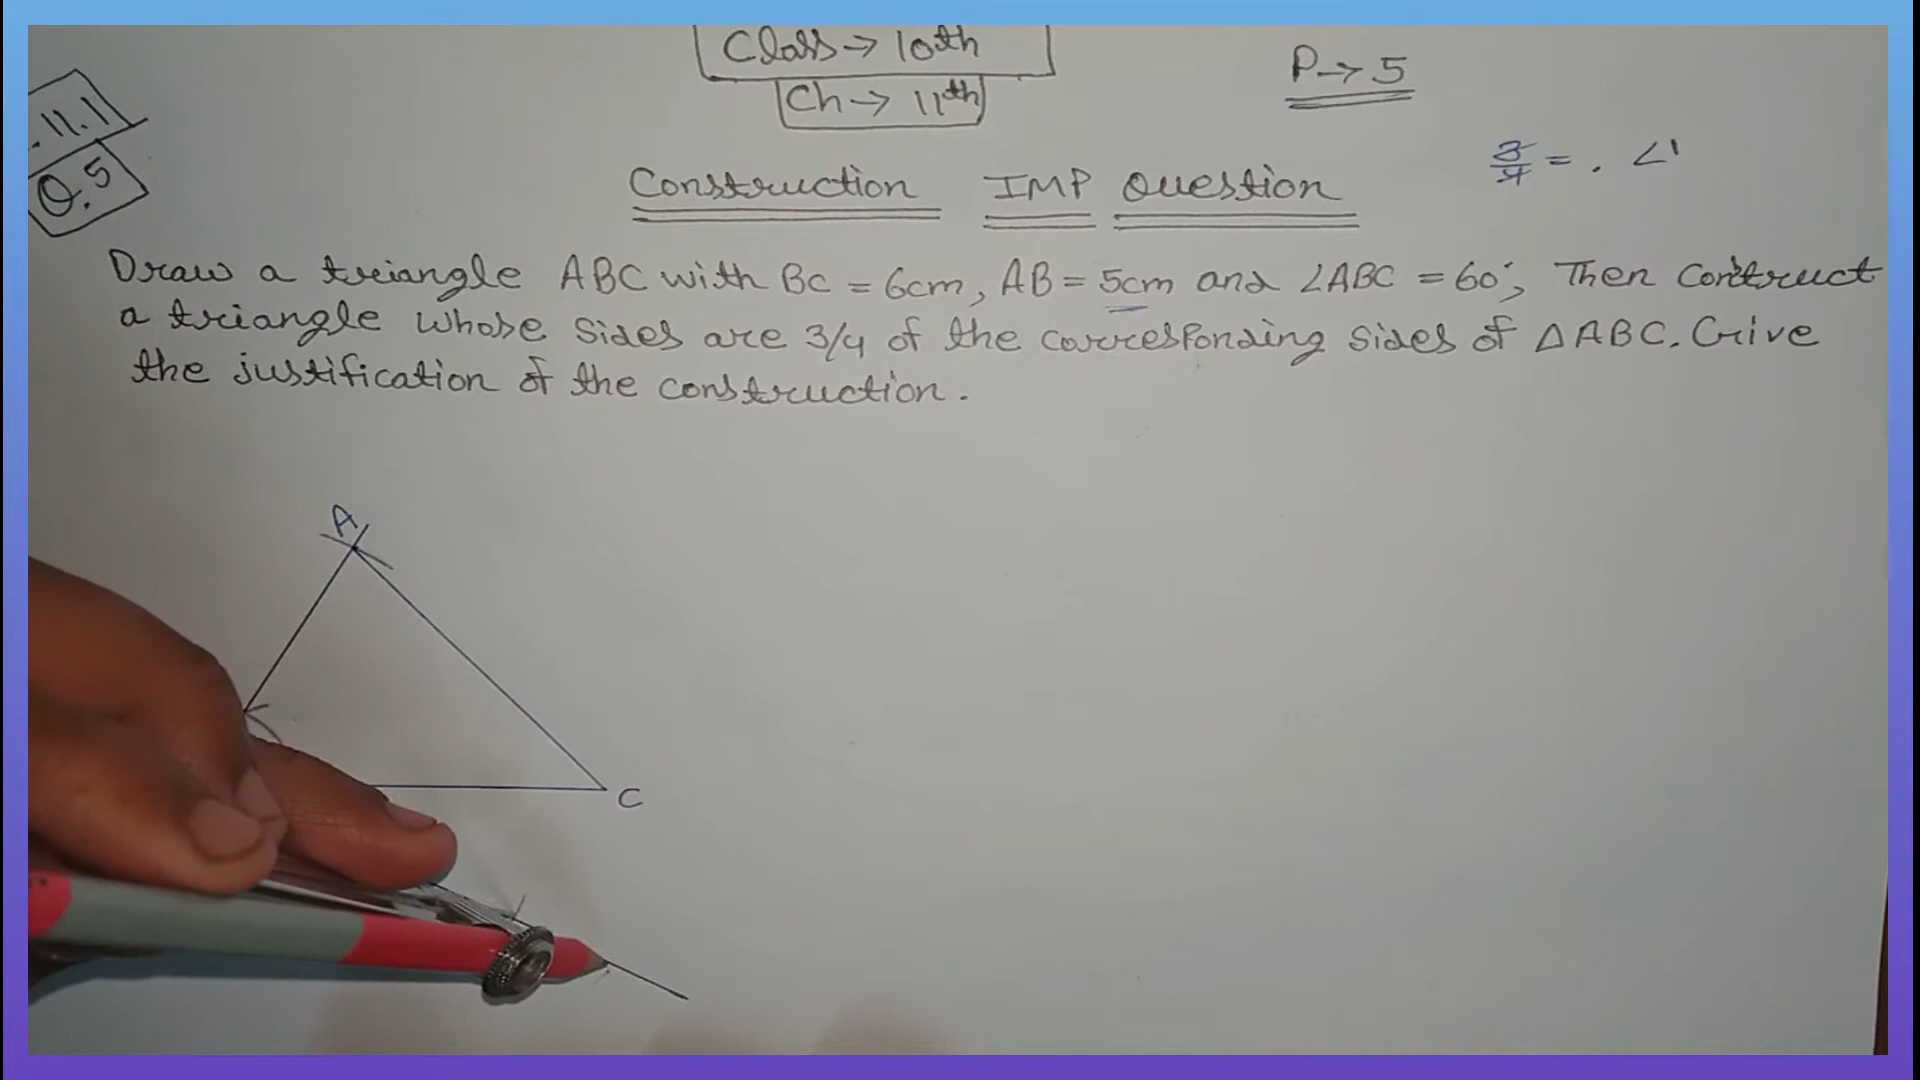 Class → 10th
Ch → 11th
P → 5
.11.1
Q.5
3/4 = . <1
Construction IMP Question
Draw a triangle ABC with BC = 6cm, AB = 5cm and ∠ABC = 60°, Then Construct
a triangle whose sides are 3/4 of the corresponding sides of △ABC. Give
the justification of the construction.
A
C